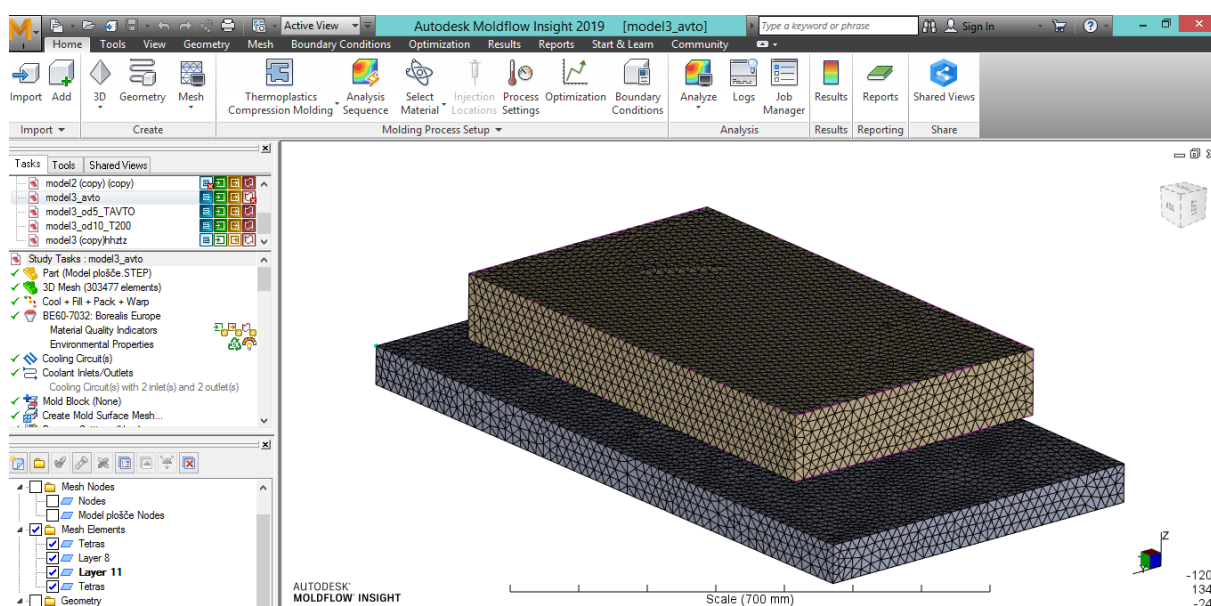 Active View
Autodesk Moldflow Insight 2019 [model3_avto]
Type a keyword or phrase
Sign In
Home Tools View Geometry Mesh Boundary Conditions Optimization Results Reports Start & Learn Community
Import Add 3D Geometry Mesh Thermoplastics Compression Molding Analysis Sequence Select Material Injection Locations Process Settings Optimization Boundary Conditions Analyze Logs Job Manager Results Reports Shared Views
Import Create Molding Process Setup Analysis Results Reporting Share
Tasks Tools Shared Views
model2 (copy) (copy)
model3_avto
model3_od5_TAVTO
model3_od10_T200
model3 (copy)hhztz
Study Tasks : model3_avto
Part (Model plošče.STEP)
3D Mesh (303477 elements)
Cool + Fill + Pack + Warp
BE60-7032: Borealis Europe
Material Quality Indicators
Environmental Properties
Cooling Circuit(s)
Coolant Inlets/Outlets
Cooling Circuit(s) with 2 inlet(s) and 2 outlet(s)
Mold Block (None)
Create Mold Surface Mesh...
Mesh Nodes
Nodes
Model plošče Nodes
Mesh Elements
Tetras
Layer 8
Layer 11
Tetras
Geometry
LEFT
Z
AUTODESK'
MOLDFLOW' INSIGHT
Scale (700 mm)
-120
134
-24